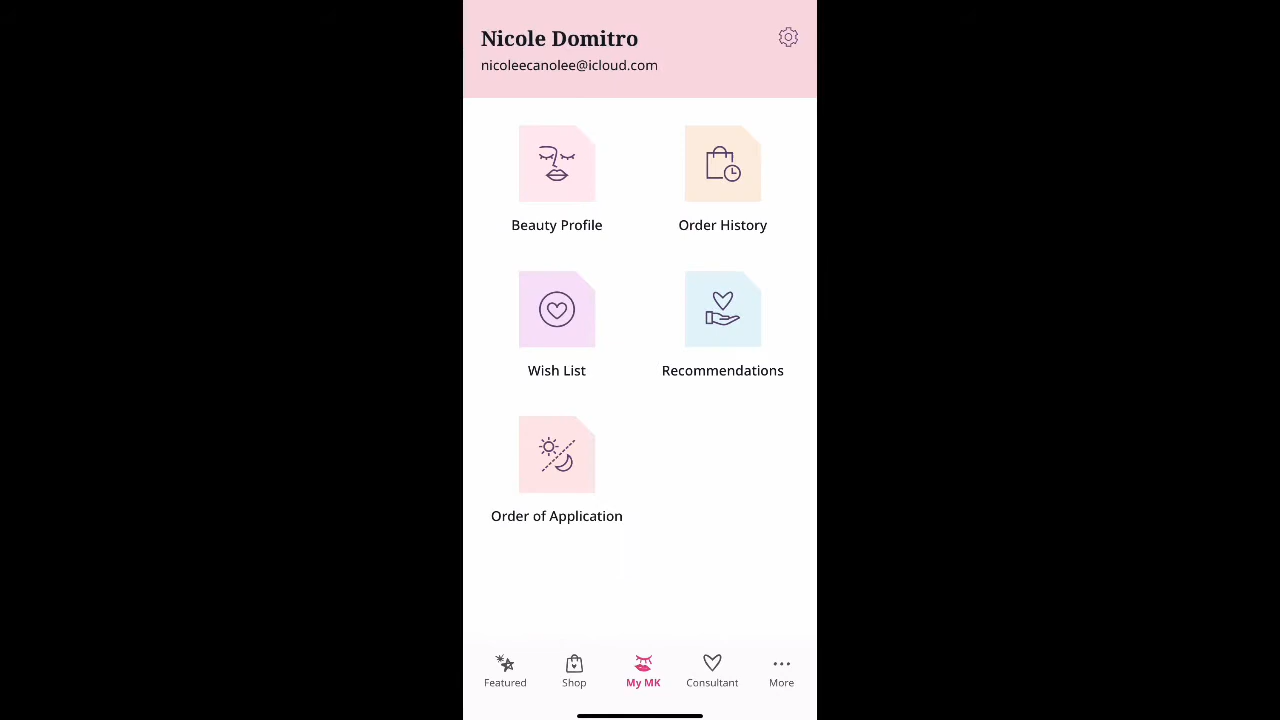 Nicole Domitro
nicoleecanolee@icloud.com
Beauty Profile
Order History
Wish List
Recommendations
Order of Application
Featured
Shop
My MK
Consultant
More